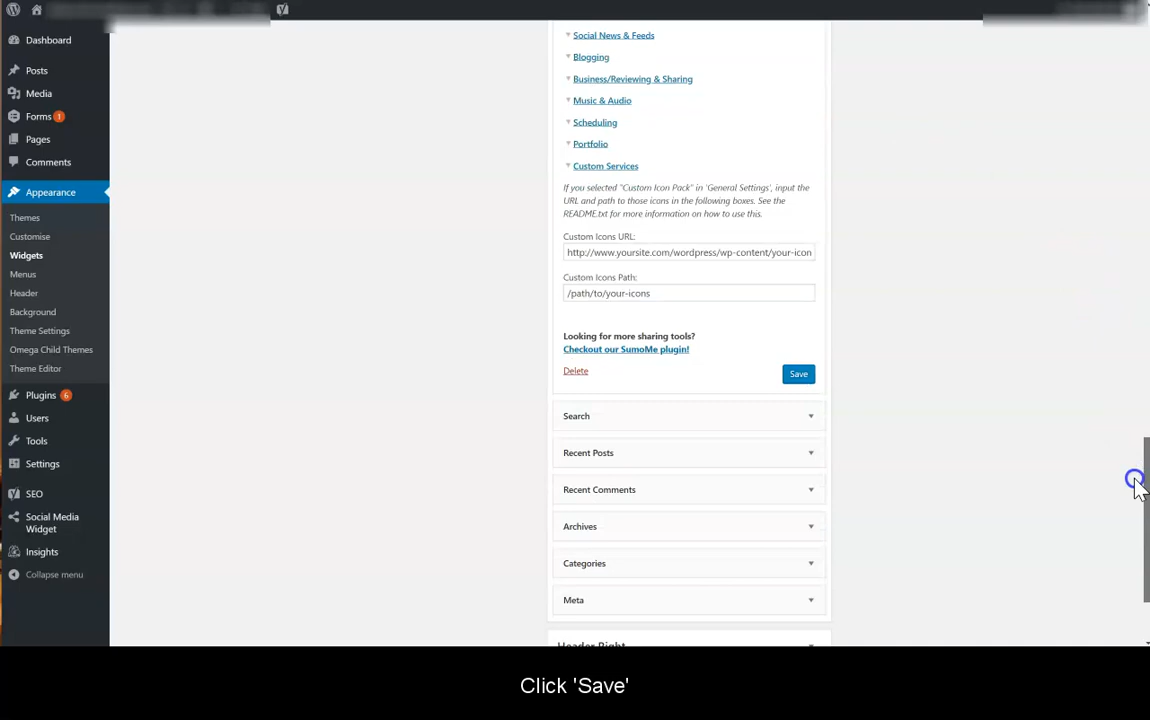 Dashboard
Posts
Media
Forms 1
Pages
Comments
Appearance
Themes
Customise
Widgets
Menus
Header
Background
Theme Settings
Omega Child Themes
Theme Editor
Plugins 6
Users
Tools
Settings
SEO
Social Media
Widget
Insights
Collapse menu
Social News & Feeds
Blogging
Business/Reviewing & Sharing
Music & Audio
Scheduling
Portfolio
Custom Services
If you selected "Custom Icon Pack" in 'General Settings', input the
URL and path to those icons in the following boxes. See the
README.txt for more information on how to use this.
Custom Icons URL:
http://www.yoursite.com/wordpress/wp-content/your-icon
Custom Icons Path:
/path/to/your-icons
Looking for more sharing tools?
Checkout our SumoMe plugin!
Delete
Save
Search
Recent Posts
Recent Comments
Archives
Categories
Meta
Header Right
Click 'Save'